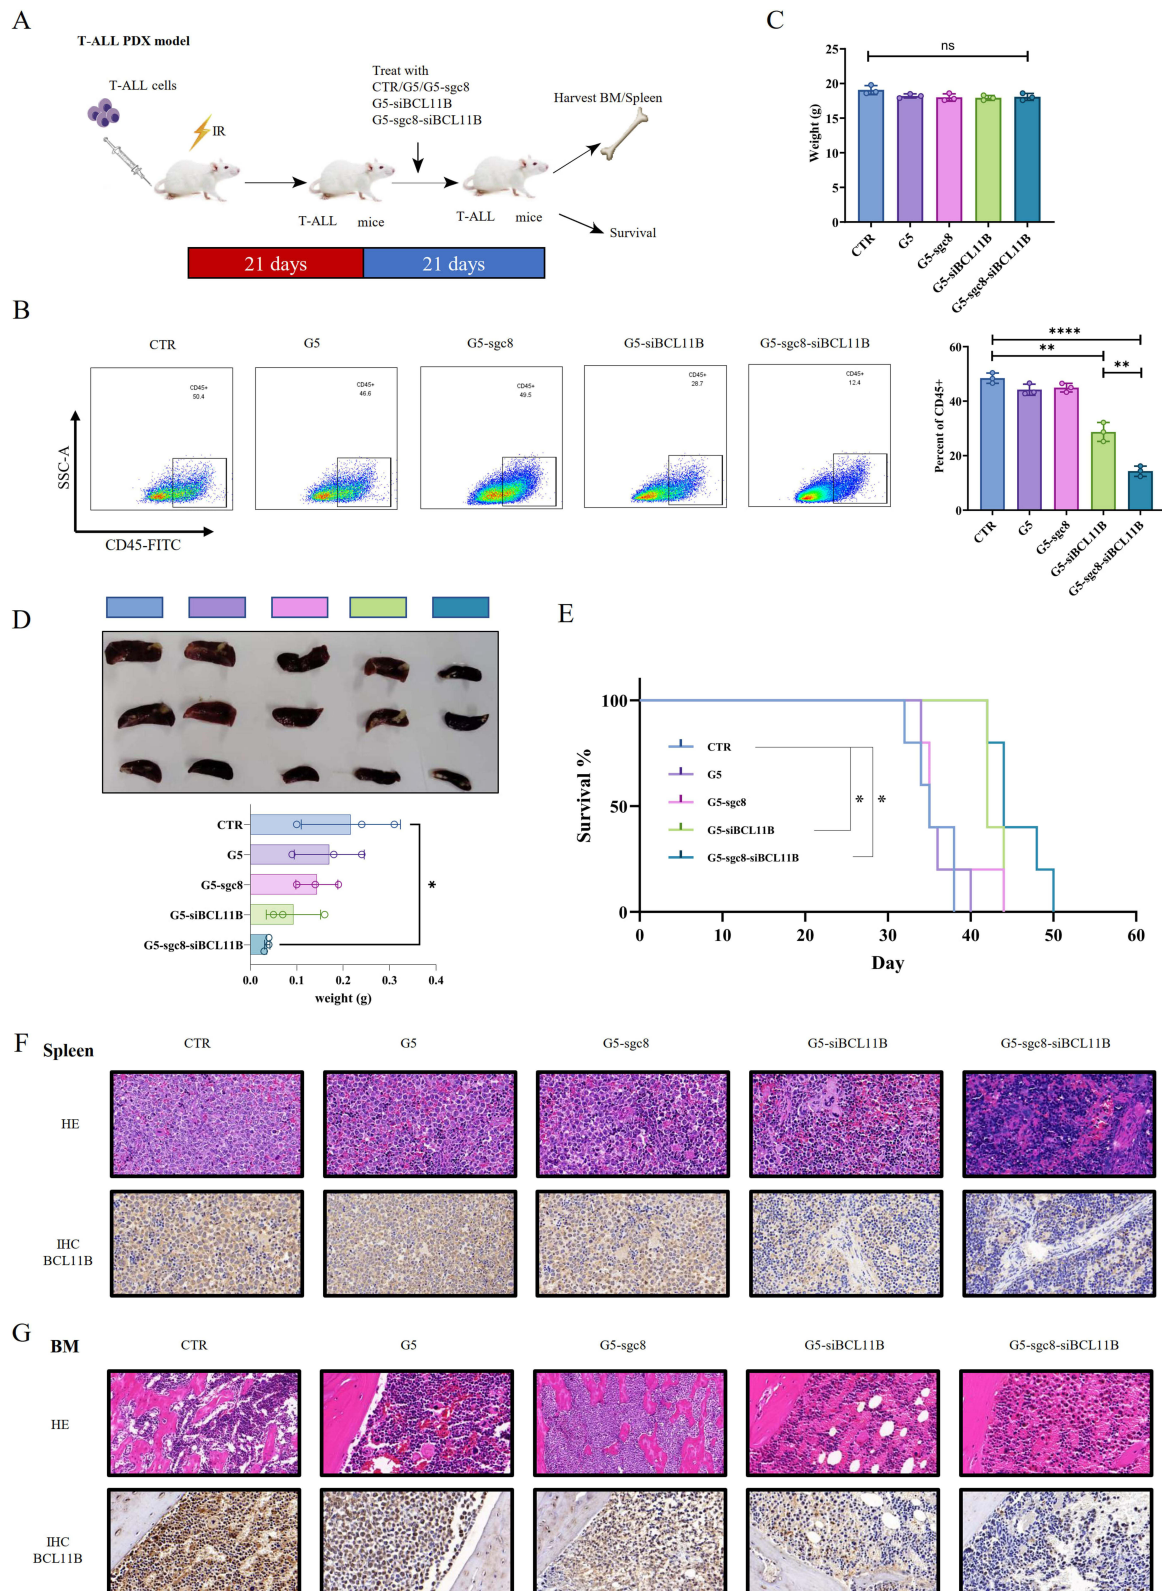 A
T-ALL PDX model
T-ALL cells
IR
Treat with
CTR/G5/G5-sgc8
G5-siBCL11B
G5-sgc8-siBCL11B
Harvest BM/Spleen
T-ALL mice
T-ALL mice
Survival
21 days
21 days
C
ns
Weight (g)
25
20
15
10
5
0
CTR
G5
G5-sgc8
G5-siBCL11B
G5-sgc8-siBCL11B
B
CTR
G5
G5-sgc8
G5-siBCL11B
G5-sgc8-siBCL11B
CD45+
50.4
CD45+
46.6
CD45+
49.5
CD45+
28.7
CD45+
12.4
SSC-A
CD45-FITC
****
**
**
Percent of CD45+
60
40
20
0
CTR
G5
G5-sgc8
G5-siBCL11B
G5-sgc8-siBCL11B
D
CTR
G5
G5-sgc8
G5-siBCL11B
G5-sgc8-siBCL11B
*
0.0 0.1 0.2 0.3 0.4
weight (g)
E
Survival %
100
50
0
CTR
G5
G5-sgc8
G5-siBCL11B
G5-sgc8-siBCL11B
* *
0 10 20 30 40 50 60
Day
F
Spleen
CTR
G5
G5-sgc8
G5-siBCL11B
G5-sgc8-siBCL11B
HE
IHC
BCL11B
G
BM
CTR
G5
G5-sgc8
G5-siBCL11B
G5-sgc8-siBCL11B
HE
IHC
BCL11B